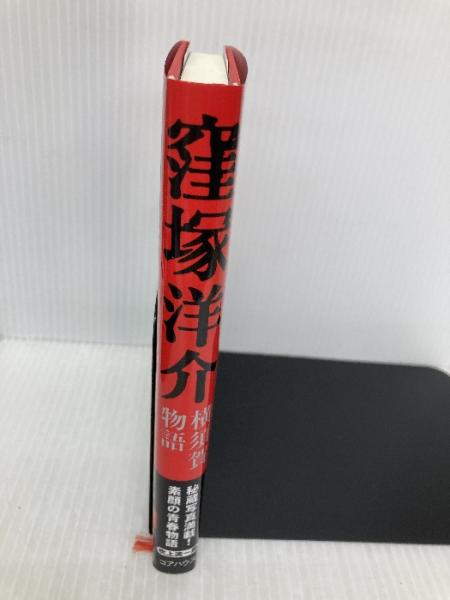 窪塚洋介
横須賀
物語
秘蔵写真満載!
素顔の青春物語
コアハウス